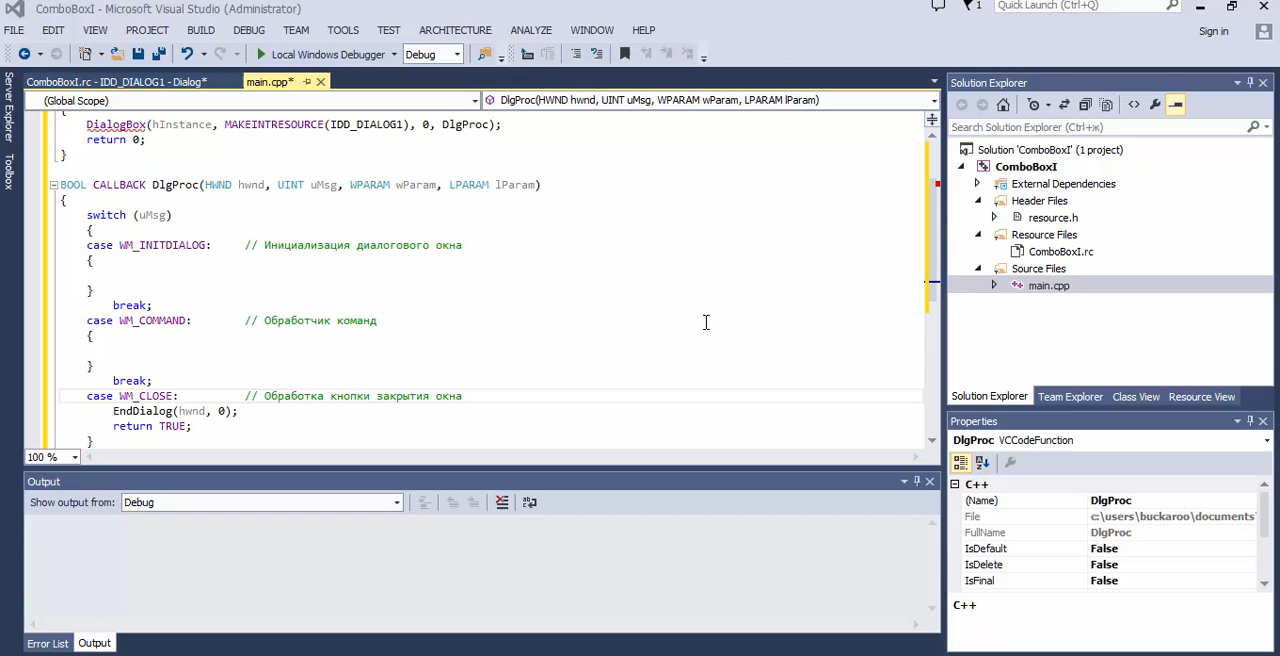 ComboBoxI - Microsoft Visual Studio (Administrator)
1
Quick Launch (Ctrl+Q)
FILE EDIT VIEW PROJECT BUILD DEBUG TEAM TOOLS TEST ARCHITECTURE ANALYZE WINDOW HELP
Sign in
Local Windows Debugger Debug
Server Explorer
Toolbox
ComboBoxI.rc - IDD_DIALOG1 - Dialog* main.cpp*
(Global Scope) DlgProc(HWND hwnd, UINT uMsg, WPARAM wParam, LPARAM lParam)
{
DialogBox(hInstance, MAKEINTRESOURCE(IDD_DIALOG1), 0, DlgProc);
return 0;
}
BOOL CALLBACK DlgProc(HWND hwnd, UINT uMsg, WPARAM wParam, LPARAM lParam)
{
switch (uMsg)
{
case WM_INITDIALOG: // Инициализация диалогового окна
{
}
break;
case WM_COMMAND: // Обработчик команд
{
}
break;
case WM_CLOSE: // Обработка кнопки закрытия окна
EndDialog(hwnd, 0);
return TRUE;
}
100 %
Output
Show output from: Debug
Error List Output
Solution Explorer
Search Solution Explorer (Ctrl+ж)
Solution 'ComboBoxI' (1 project)
ComboBoxI
External Dependencies
Header Files
resource.h
Resource Files
ComboBoxI.rc
Source Files
main.cpp
Solution Explorer Team Explorer Class View Resource View
Properties
DlgProc VCCodeFunction
C++
(Name) DlgProc
File c:\users\buckaroo\documents
FullName DlgProc
IsDefault False
IsDelete False
IsFinal False
C++